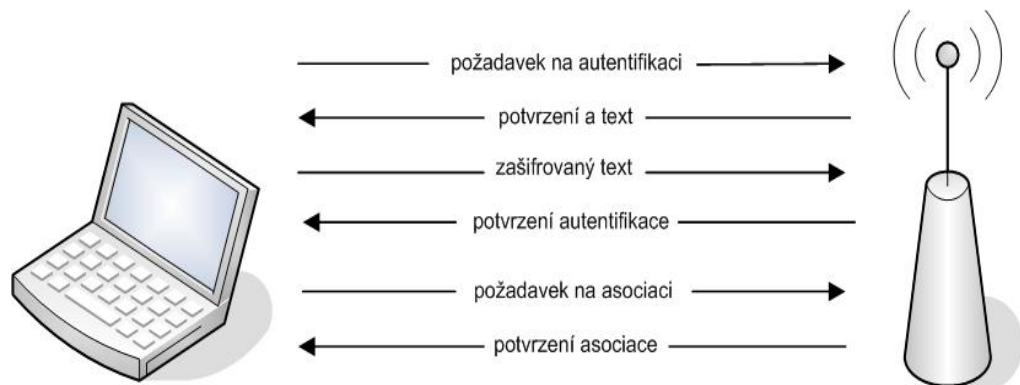 požadavek na autentifikaci
potvrzení a text
zašifrovaný text
potvrzení autentifikace
požadavek na asociaci
potvrzení asociace